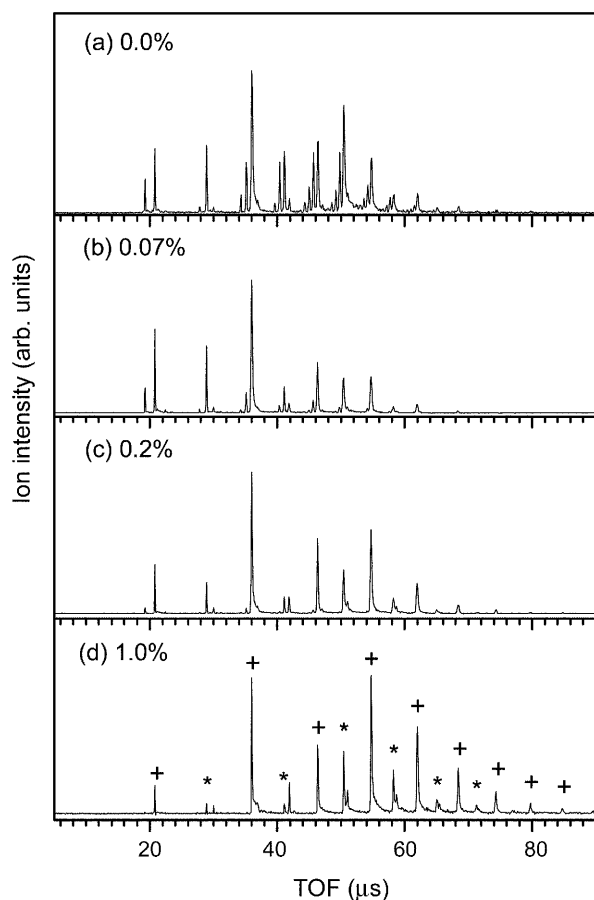 (a) 0.0%
(b) 0.07%
(c) 0.2%
(d) 1.0%
+ * + * + * + * + + * + * + + +
20 40 60 80
TOF (μs)
Ion intensity (arb. units)